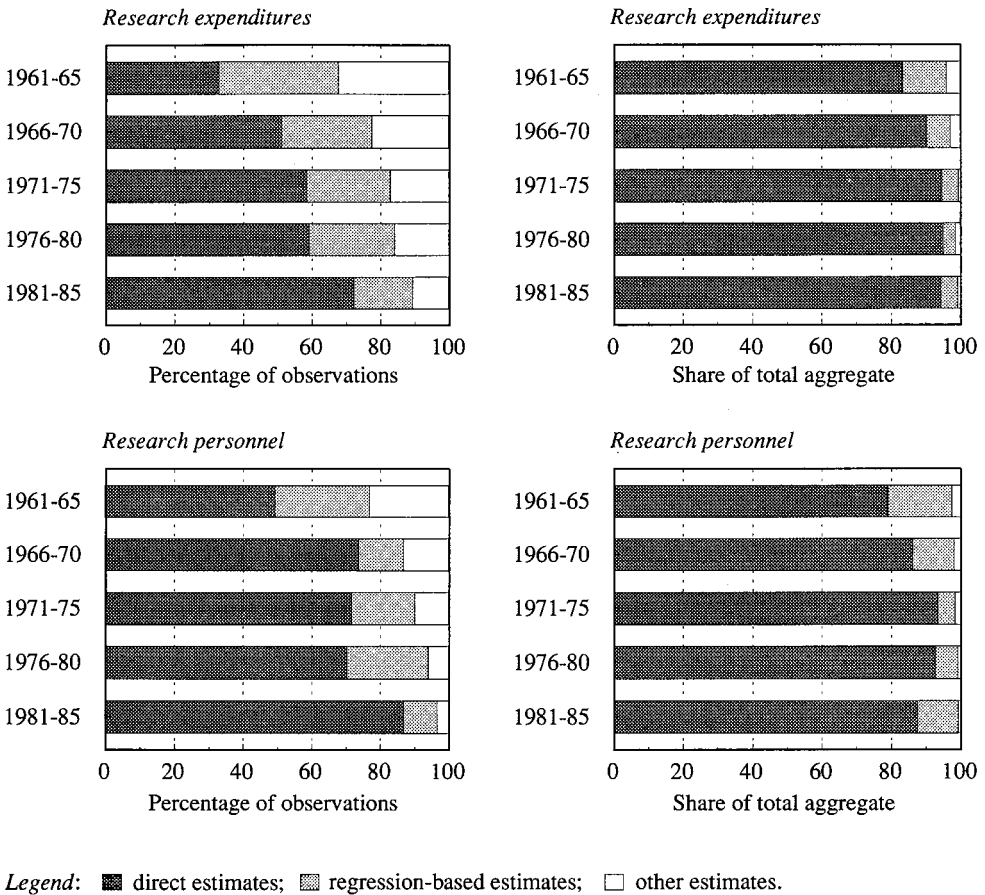 Research expenditures
1961-65
1966-70
1971-75
1976-80
1981-85
0 20 40 60 80 100
Percentage of observations
Research expenditures
1961-65
1966-70
1971-75
1976-80
1981-85
0 20 40 60 80 100
Share of total aggregate
Research personnel
1961-65
1966-70
1971-75
1976-80
1981-85
0 20 40 60 80 100
Percentage of observations
Research personnel
1961-65
1966-70
1971-75
1976-80
1981-85
0 20 40 60 80 100
Share of total aggregate
Legend: direct estimates; regression-based estimates; other estimates.